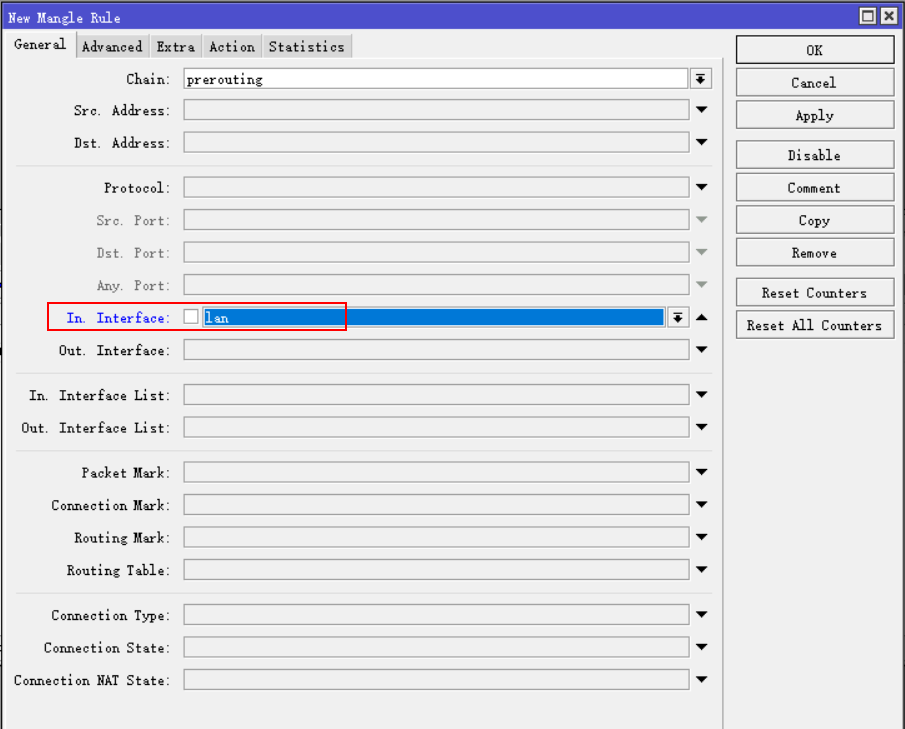 New Mangle Rule
General Advanced Extra Action Statistics
Chain: prerouting
Src. Address:
Dst. Address:
Protocol:
Src. Port:
Dst. Port:
Any. Port:
In. Interface: lan
Out. Interface:
In. Interface List:
Out. Interface List:
Packet Mark:
Connection Mark:
Routing Mark:
Routing Table:
Connection Type:
Connection State:
Connection NAT State:
OK
Cancel
Apply
Disable
Comment
Copy
Remove
Reset Counters
Reset All Counters